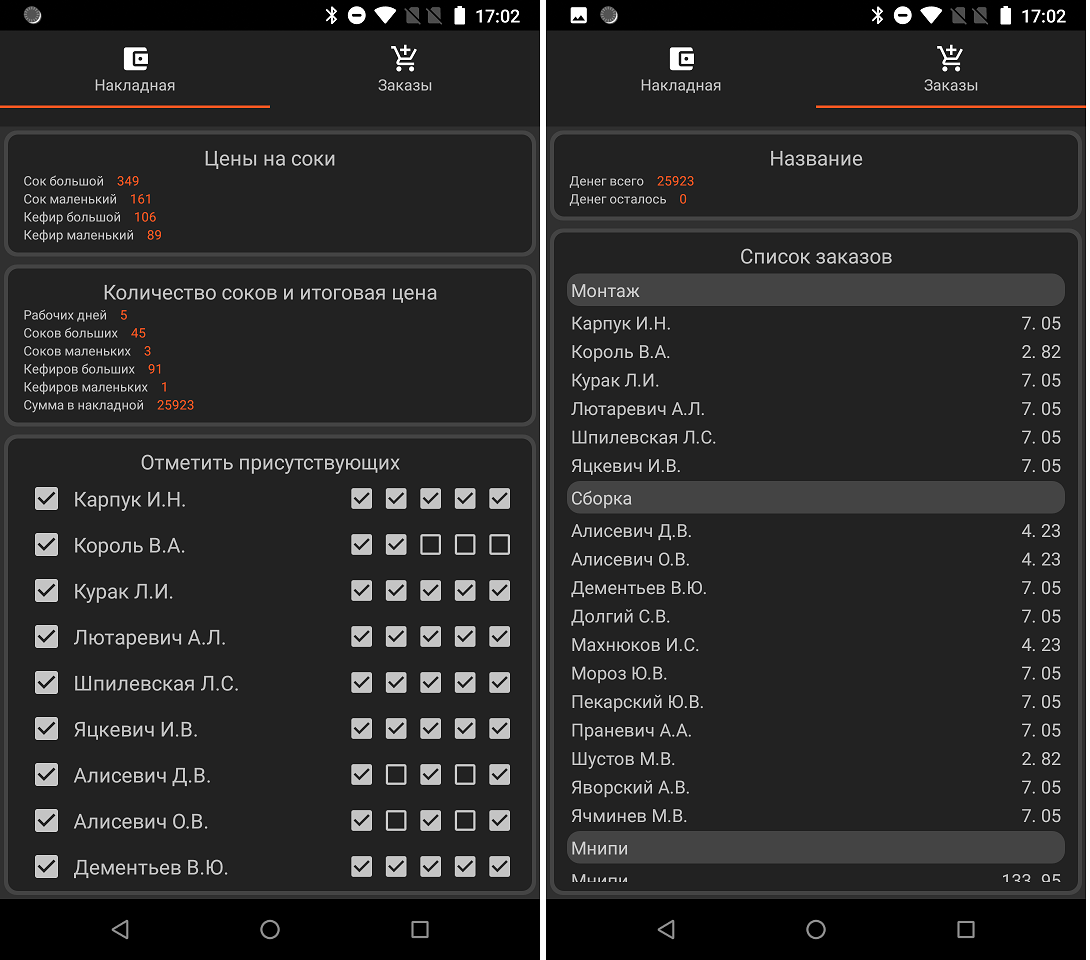 17:02
Накладная
Заказы
Цены на соки
Сок большой 349
Сок маленький 161
Кефир большой 106
Кефир маленький 89
Количество соков и итоговая цена
Рабочих дней 5
Соков больших 45
Соков маленьких 3
Кефиров больших 91
Кефиров маленьких 1
Сумма в накладной 25923
Отметить присутствующих
Карпук И.Н.
Король В.А.
Курак Л.И.
Лютаревич А.Л.
Шпилевская Л.С.
Яцкевич И.В.
Алисевич Д.В.
Алисевич О.В.
Дементьев В.Ю.
17:02
Накладная
Заказы
Название
Денег всего 25923
Денег осталось 0
Список заказов
Монтаж
Карпук И.Н. 7. 05
Король В.А. 2. 82
Курак Л.И. 7. 05
Лютаревич А.Л. 7. 05
Шпилевская Л.С. 7. 05
Яцкевич И.В. 7. 05
Сборка
Алисевич Д.В. 4. 23
Алисевич О.В. 4. 23
Дементьев В.Ю. 7. 05
Долгий С.В. 7. 05
Махнюков И.С. 4. 23
Мороз Ю.В. 7. 05
Пекарский Ю.В. 7. 05
Праневич А.А. 7. 05
Шустов М.В. 2. 82
Яворский А.В. 7. 05
Ячминев М.В. 7. 05
Мнипи
Мнипи 133. 95